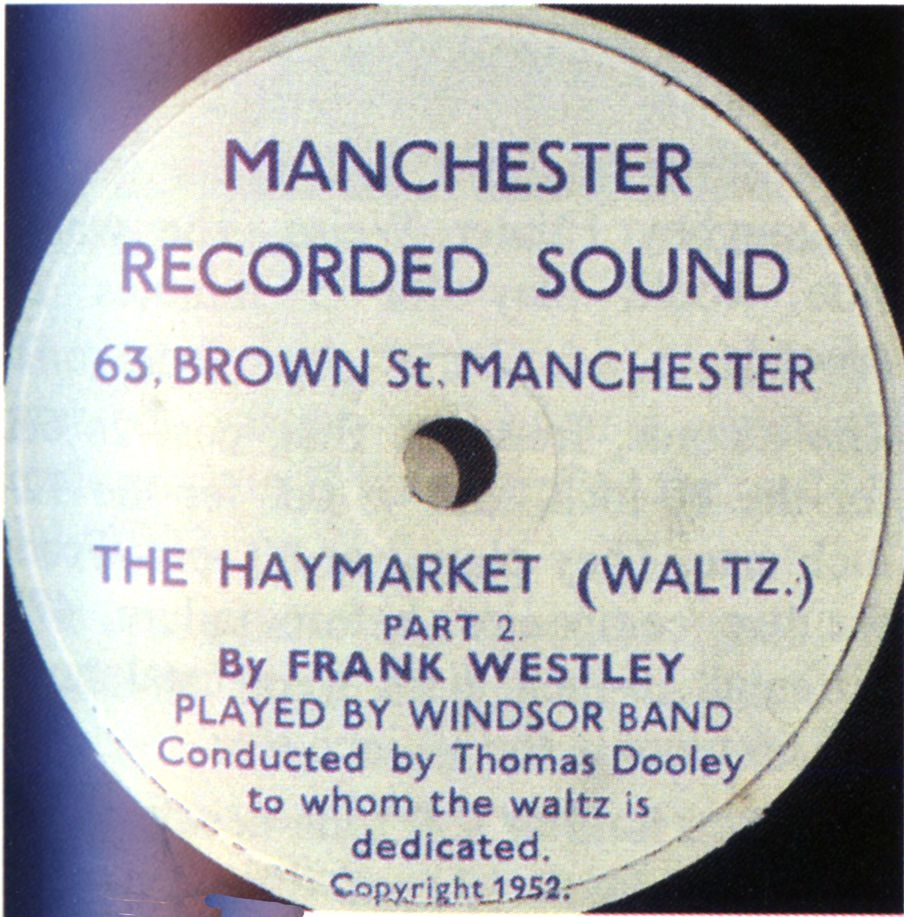 MANCHESTER
RECORDED SOUND
63, BROWN St. MANCHESTER
THE HAYMARKET (WALTZ.)
PART 2.
By FRANK WESTLEY
PLAYED BY WINDSOR BAND
Conducted by Thomas Dooley
to whom the waltz is
dedicated.
Copyright 1952.